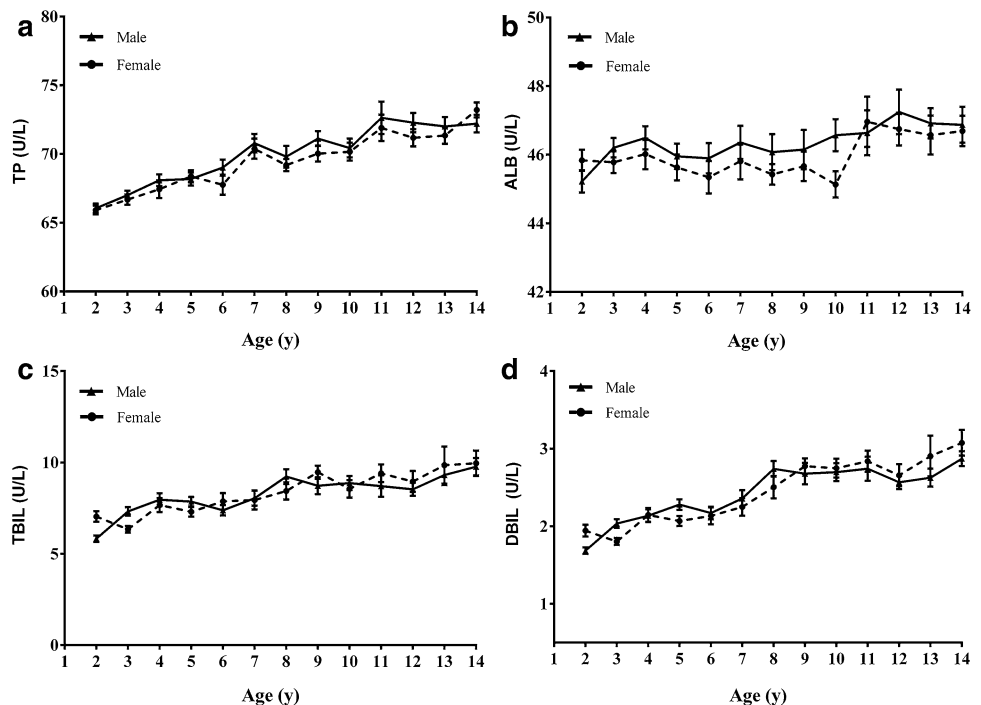 a
80
75
70
65
60
TP (U/L)
Male
Female
1 2 3 4 5 6 7 8 9 10 11 12 13 14
Age (y)
b
50
48
46
44
42
ALB (U/L)
Male
Female
1 2 3 4 5 6 7 8 9 10 11 12 13 14
Age (y)
c
15
10
5
0
TBIL (U/L)
Male
Female
1 2 3 4 5 6 7 8 9 10 11 12 13 14
Age (y)
d
4
3
2
1
DBIL (U/L)
Male
Female
1 2 3 4 5 6 7 8 9 10 11 12 13 14
Age (y)